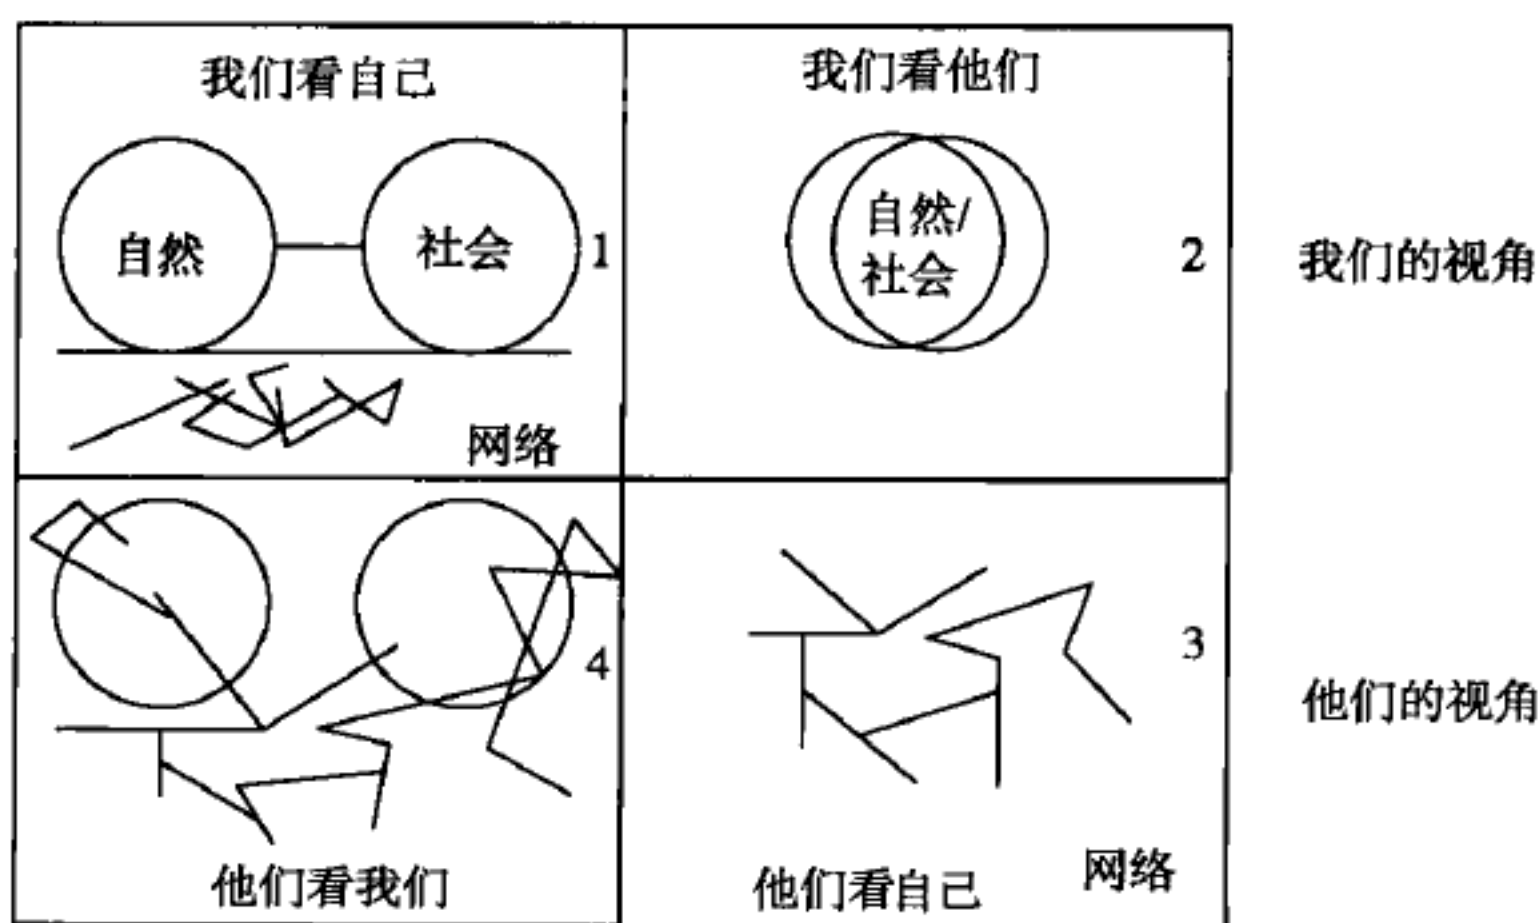 我们看自己
我们看他们
自然
社会
1
自然/
社会
2
我们的视角
网络
4
3
他们的视角
他们看我们
他们看自己
网络